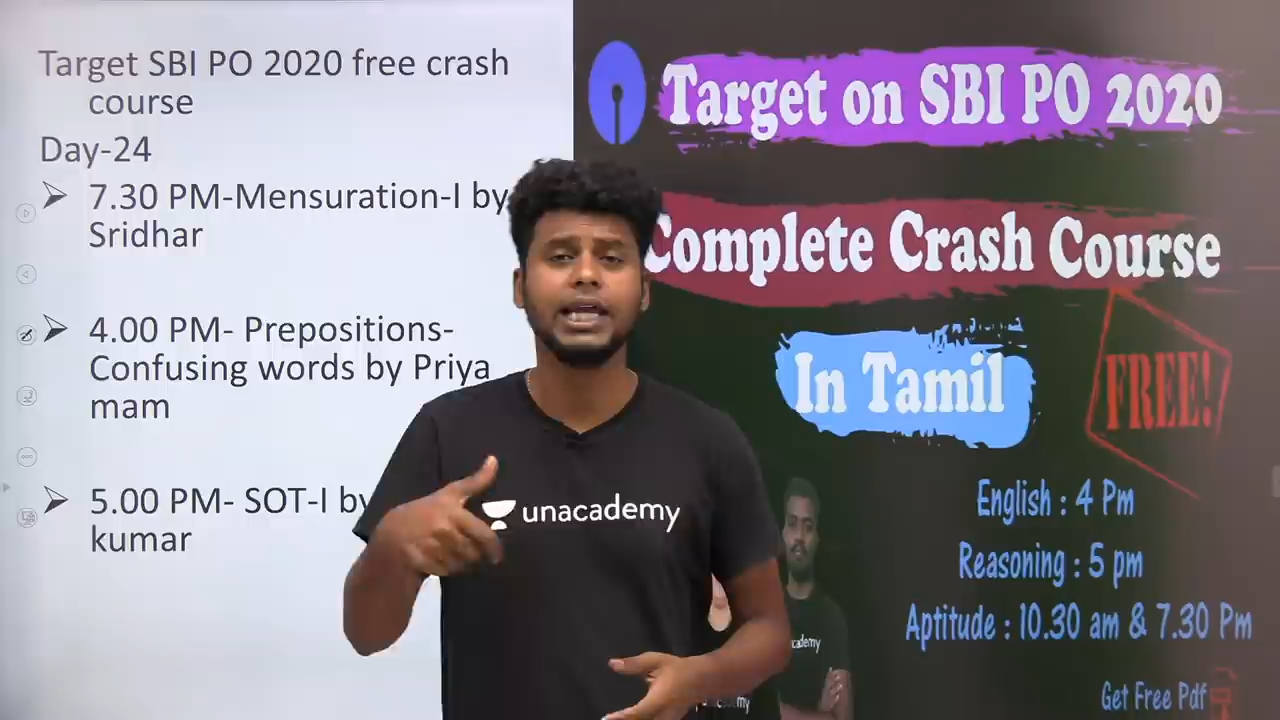 Target SBI PO 2020 free crash
course
Day-24
7.30 PM-Mensuration-I by
Sridhar
4.00 PM- Prepositions-
Confusing words by Priya
mam
5.00 PM- SOT-I by
kumar
Target on SBI PO 2020
Complete Crash Course
In Tamil
FREE!
English : 4 Pm
Reasoning : 5 pm
Aptitude : 10.30 am & 7.30 Pm
Get Free Pdf
unacademy